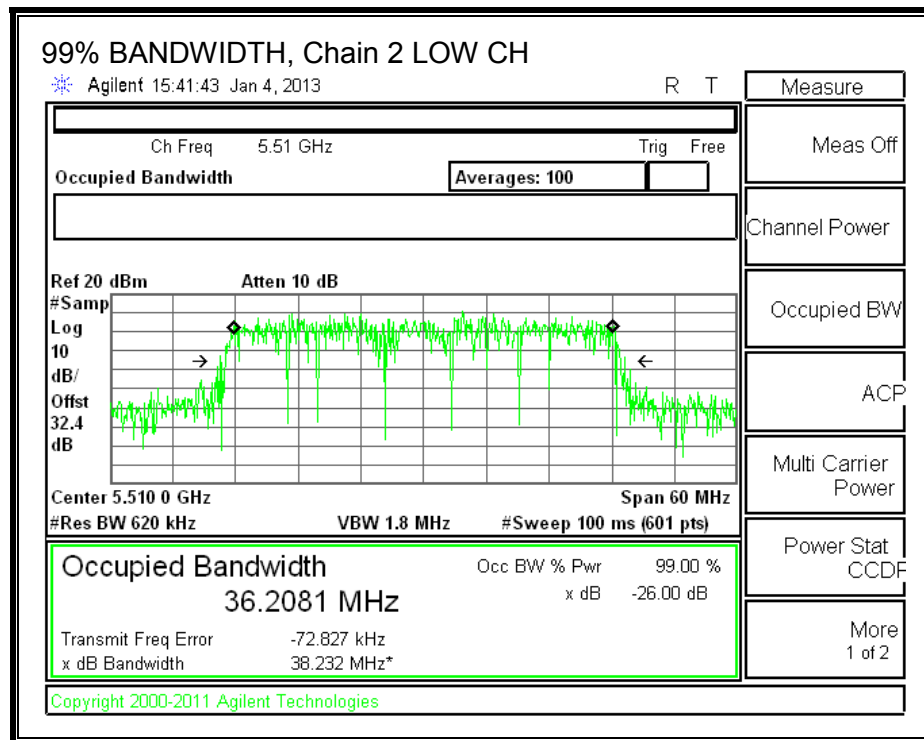 99% BANDWIDTH, Chain 2 LOW CH
Agilent 15:41:43 Jan 4, 2013 R T
Measure
Ch Freq 5.51 GHz Trig Free
Meas Off
Occupied Bandwidth Averages: 100
Channel Power
Ref 20 dBm Atten 10 dB
#Samp
Occupied BW
Log
10
dB/
ACP
Offst
32.4
dB
Multi Carrier
Power
Center 5.510 0 GHz Span 60 MHz
#Res BW 620 kHz VBW 1.8 MHz #Sweep 100 ms (601 pts)
Power Stat
CCDF
Occupied Bandwidth Occ BW % Pwr 99.00 %
36.2081 MHz x dB -26.00 dB
More
1 of 2
Transmit Freq Error -72.827 kHz
x dB Bandwidth 38.232 MHz*
Copyright 2000-2011 Agilent Technologies